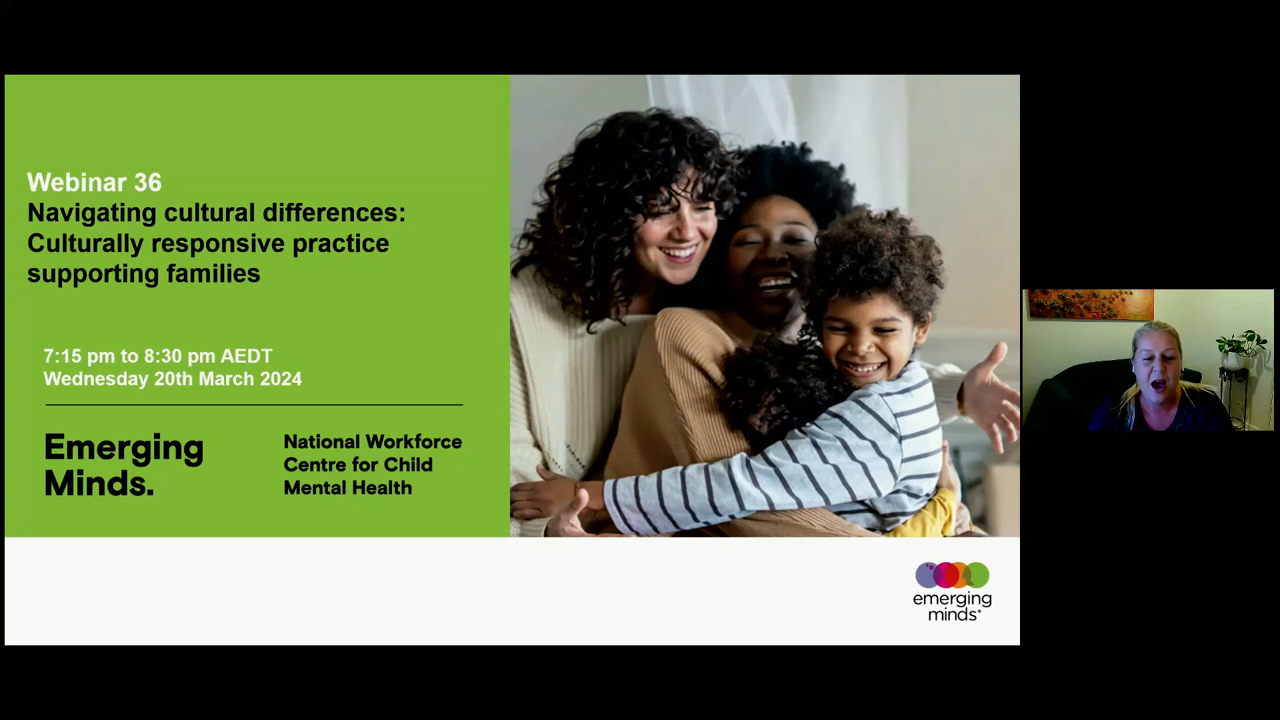 Webinar 36
Navigating cultural differences:
Culturally responsive practice
supporting families
7:15 pm to 8:30 pm AEDT
Wednesday 20th March 2024
Emerging
Minds.
National Workforce
Centre for Child
Mental Health
emerging
minds